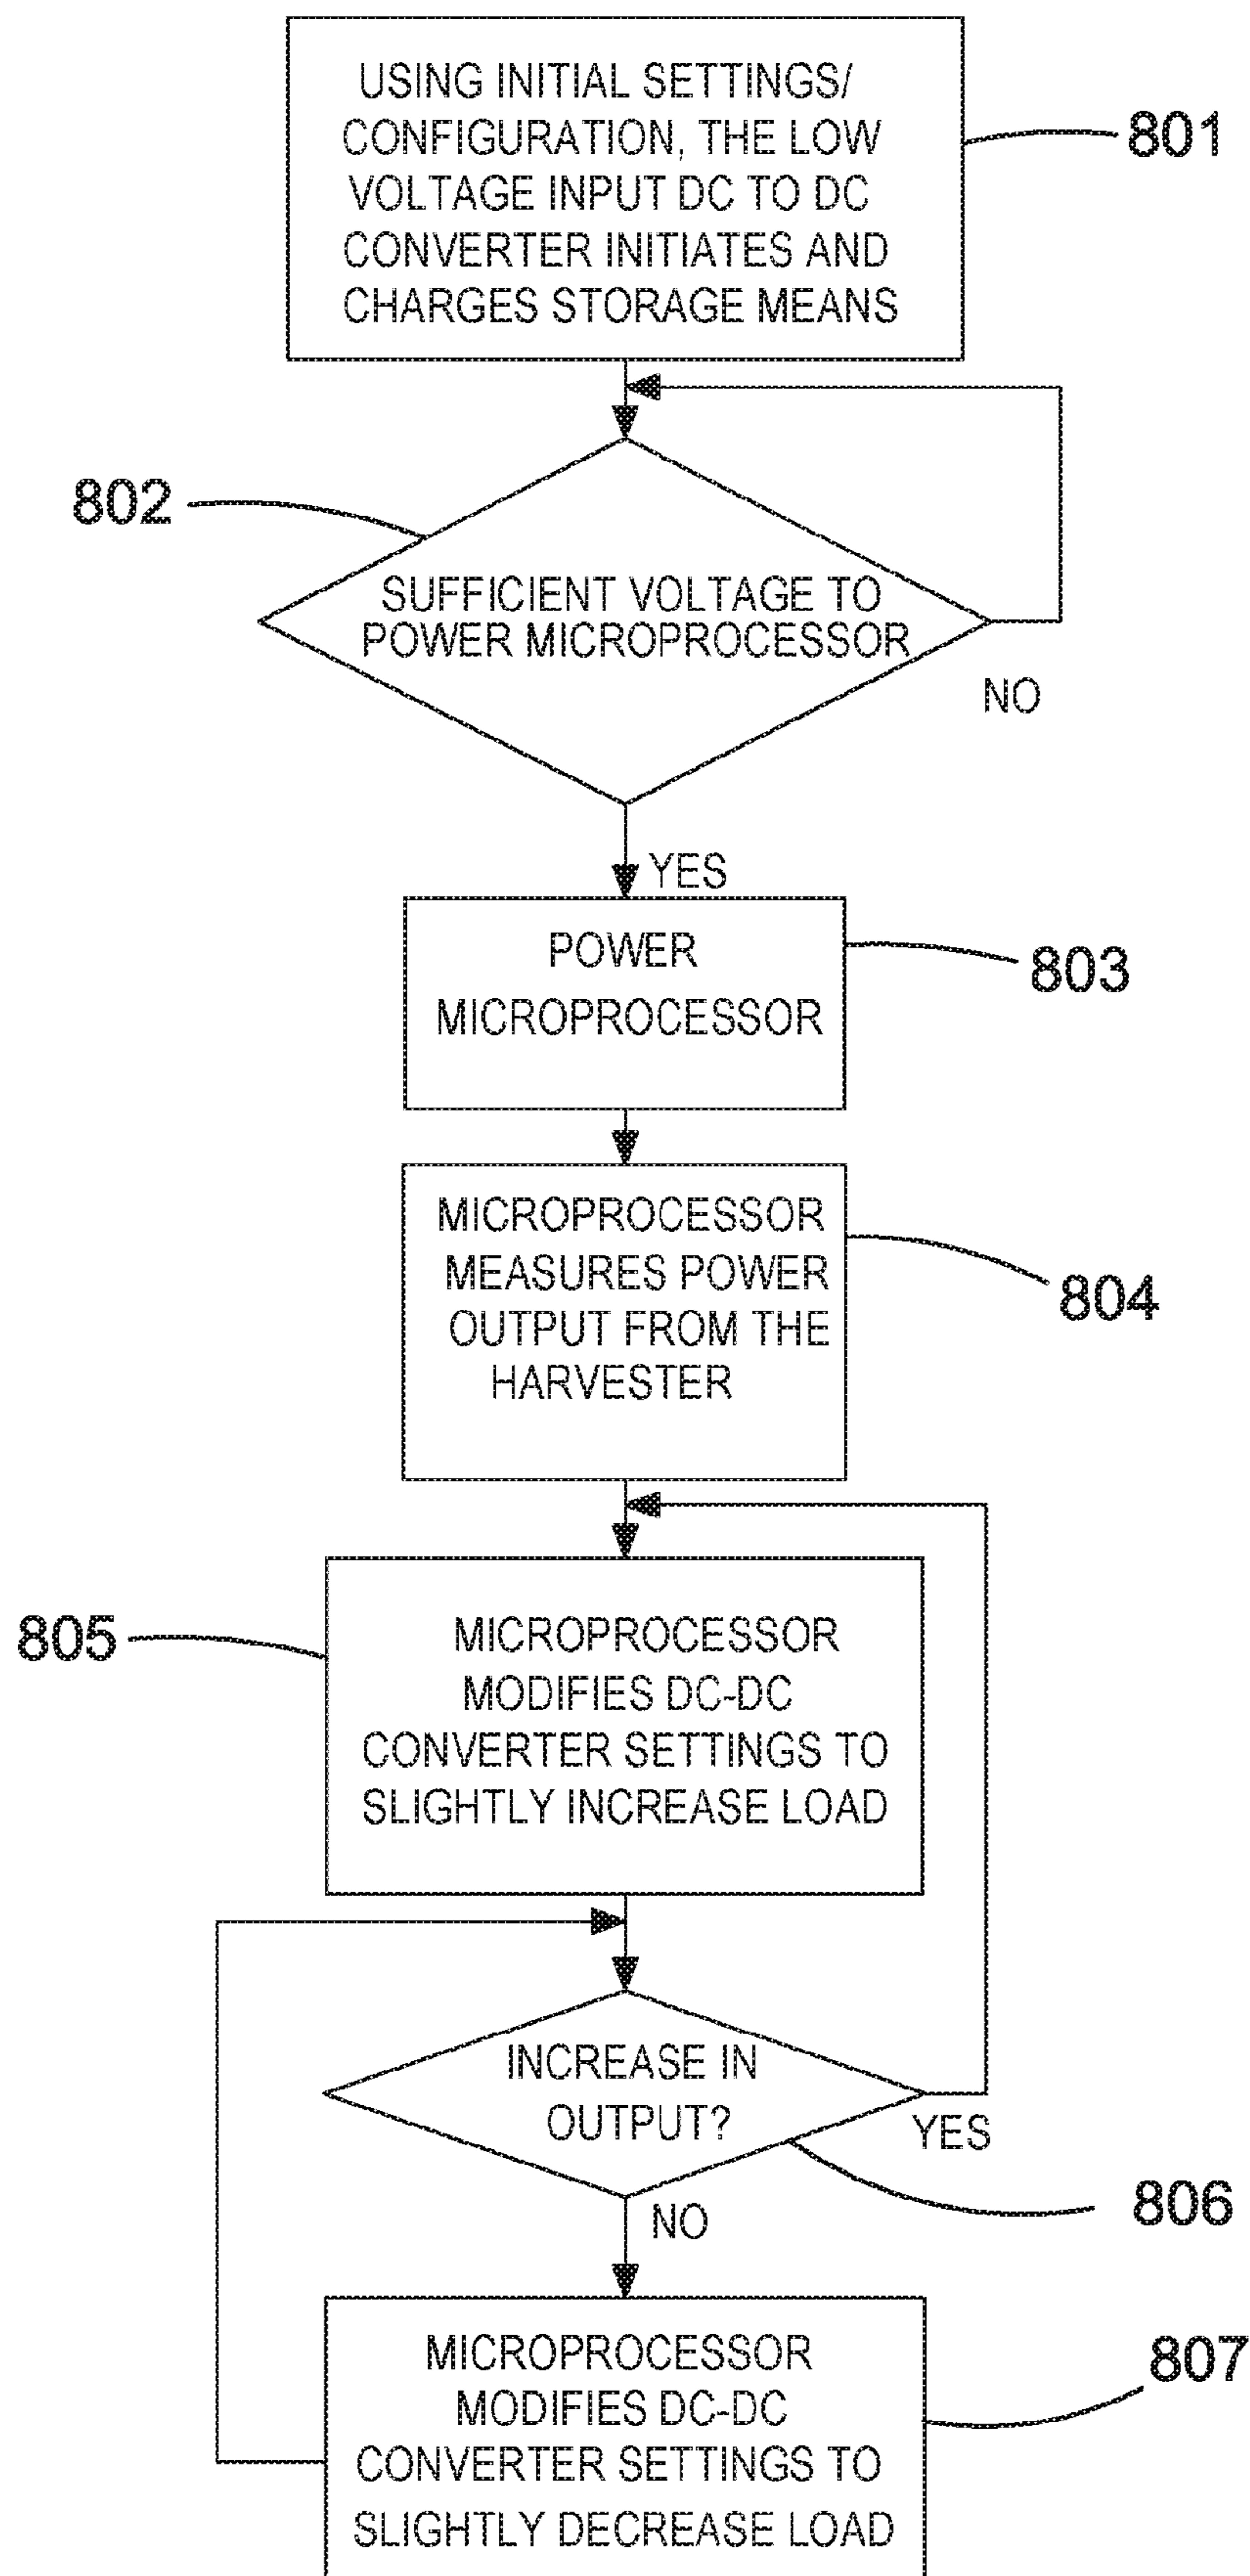 USING INITIAL SETTINGS/
CONFIGURATION, THE LOW
VOLTAGE INPUT DC TO DC
CONVERTER INITIATES AND
CHARGES STORAGE MEANS
801
802
SUFFICIENT VOLTAGE TO
POWER MICROPROCESSOR
NO
YES
POWER
MICROPROCESSOR
803
MICROPROCESSOR
MEASURES POWER
OUTPUT FROM THE
HARVESTER
804
805
MICROPROCESSOR
MODIFIES DC-DC
CONVERTER SETTINGS TO
SLIGHTLY INCREASE LOAD
INCREASE IN
OUTPUT?
YES
806
NO
MICROPROCESSOR
MODIFIES DC-DC
CONVERTER SETTINGS TO
SLIGHTLY DECREASE LOAD
807